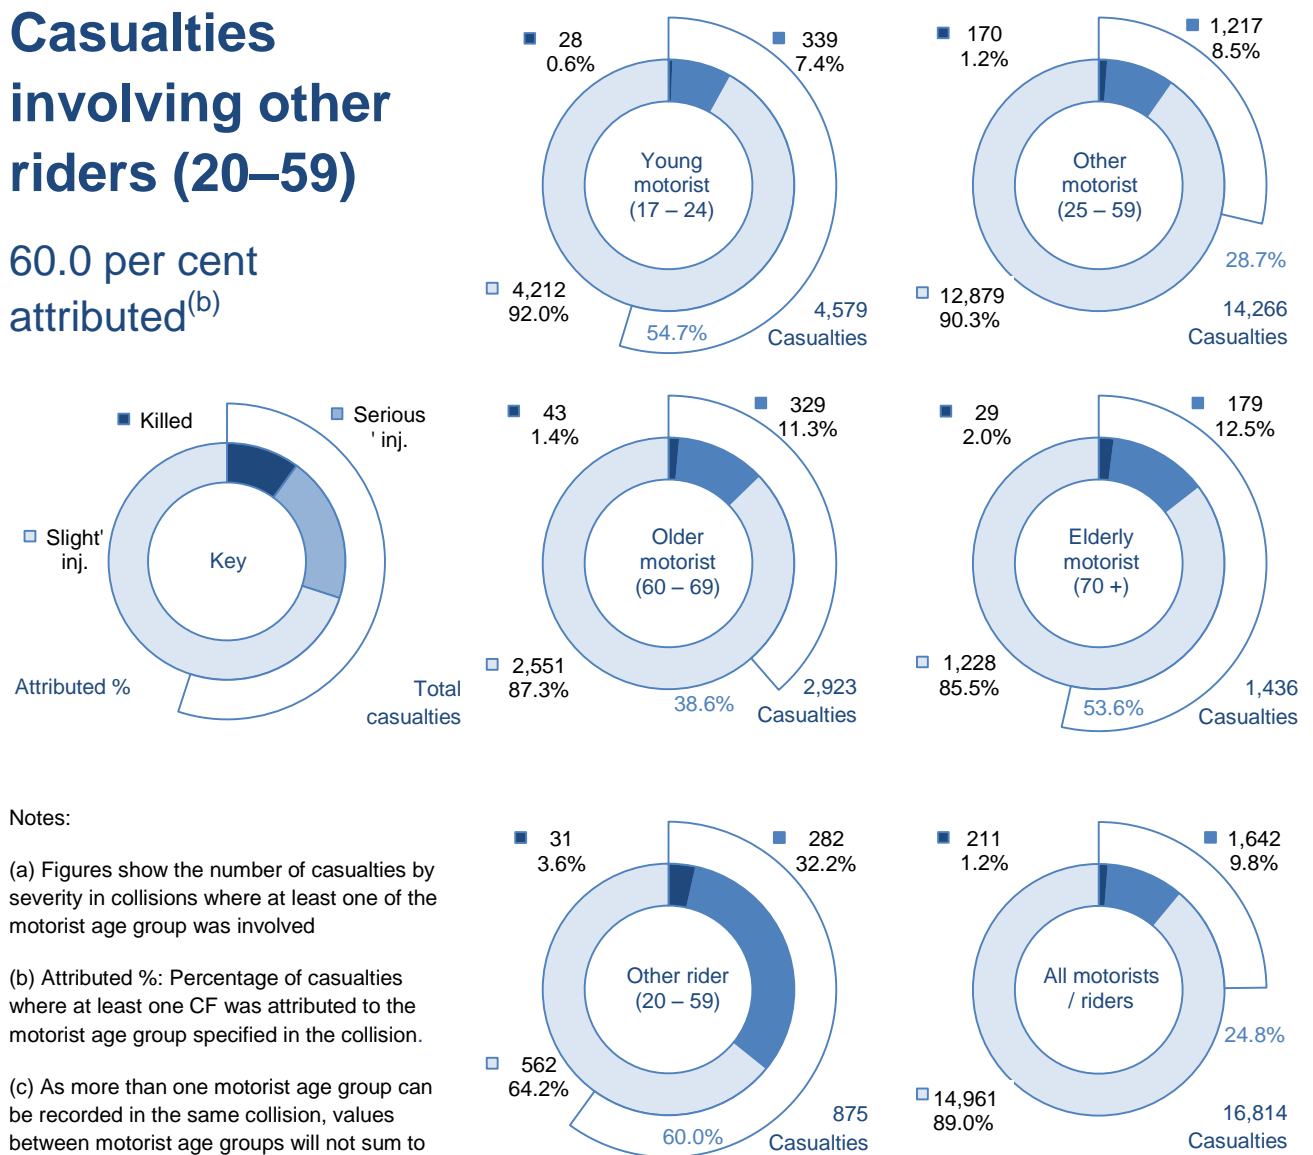 Casualties
involving other
riders (20–59)
60.0 per cent
attributed(b)
28
0.6%
339
7.4%
Young
motorist
(17 – 24)
4,212
92.0%
54.7%
4,579
Casualties
170
1.2%
1,217
8.5%
Other
motorist
(25 – 59)
28.7%
12,879
90.3%
14,266
Casualties
Killed
Serious
' inj.
Slight'
inj.
Key
Attributed %
Total
casualties
43
1.4%
329
11.3%
Older
motorist
(60 – 69)
2,551
87.3%
38.6%
2,923
Casualties
29
2.0%
179
12.5%
Elderly
motorist
(70 +)
1,228
85.5%
53.6%
1,436
Casualties
Notes:
(a) Figures show the number of casualties by
severity in collisions where at least one of the
motorist age group was involved
(b) Attributed %: Percentage of casualties
where at least one CF was attributed to the
motorist age group specified in the collision.
(c) As more than one motorist age group can
be recorded in the same collision, values
between motorist age groups will not sum to
31
3.6%
282
32.2%
Other rider
(20 – 59)
562
64.2%
60.0%
875
Casualties
211
1.2%
1,642
9.8%
All motorists
/ riders
24.8%
14,961
89.0%
16,814
Casualties